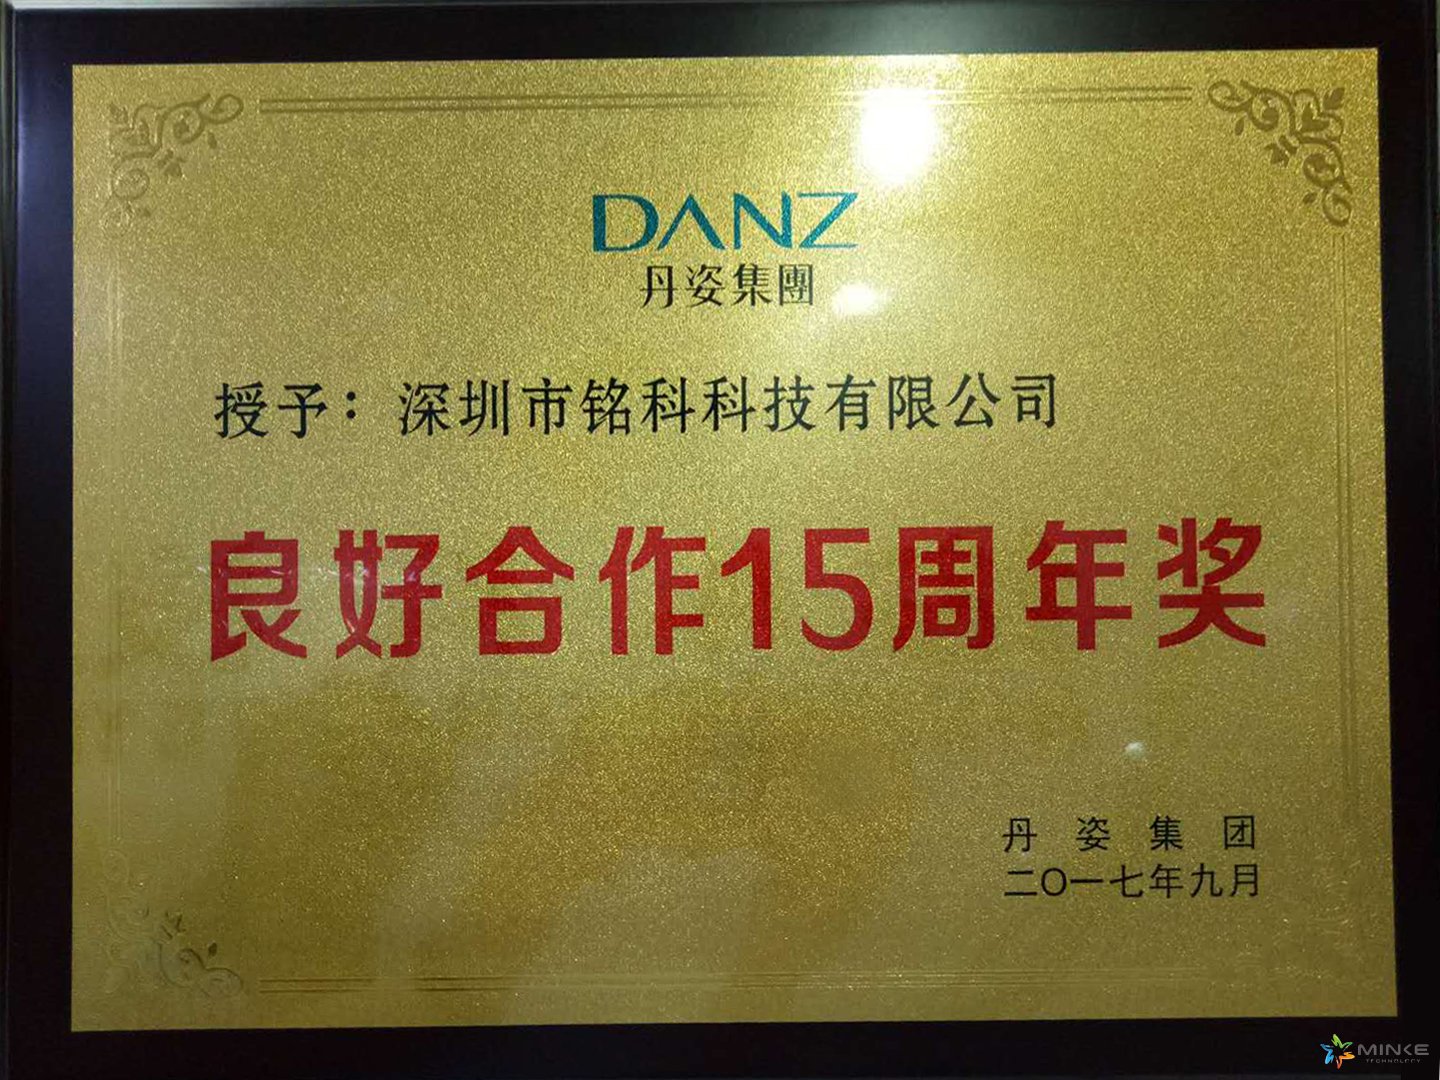 DANZ
丹姿集團
授予：深圳市铭科科技有限公司
良好合作15周年奖
丹姿集团
二〇一七年九月
MINKE
TECHNOLOGY